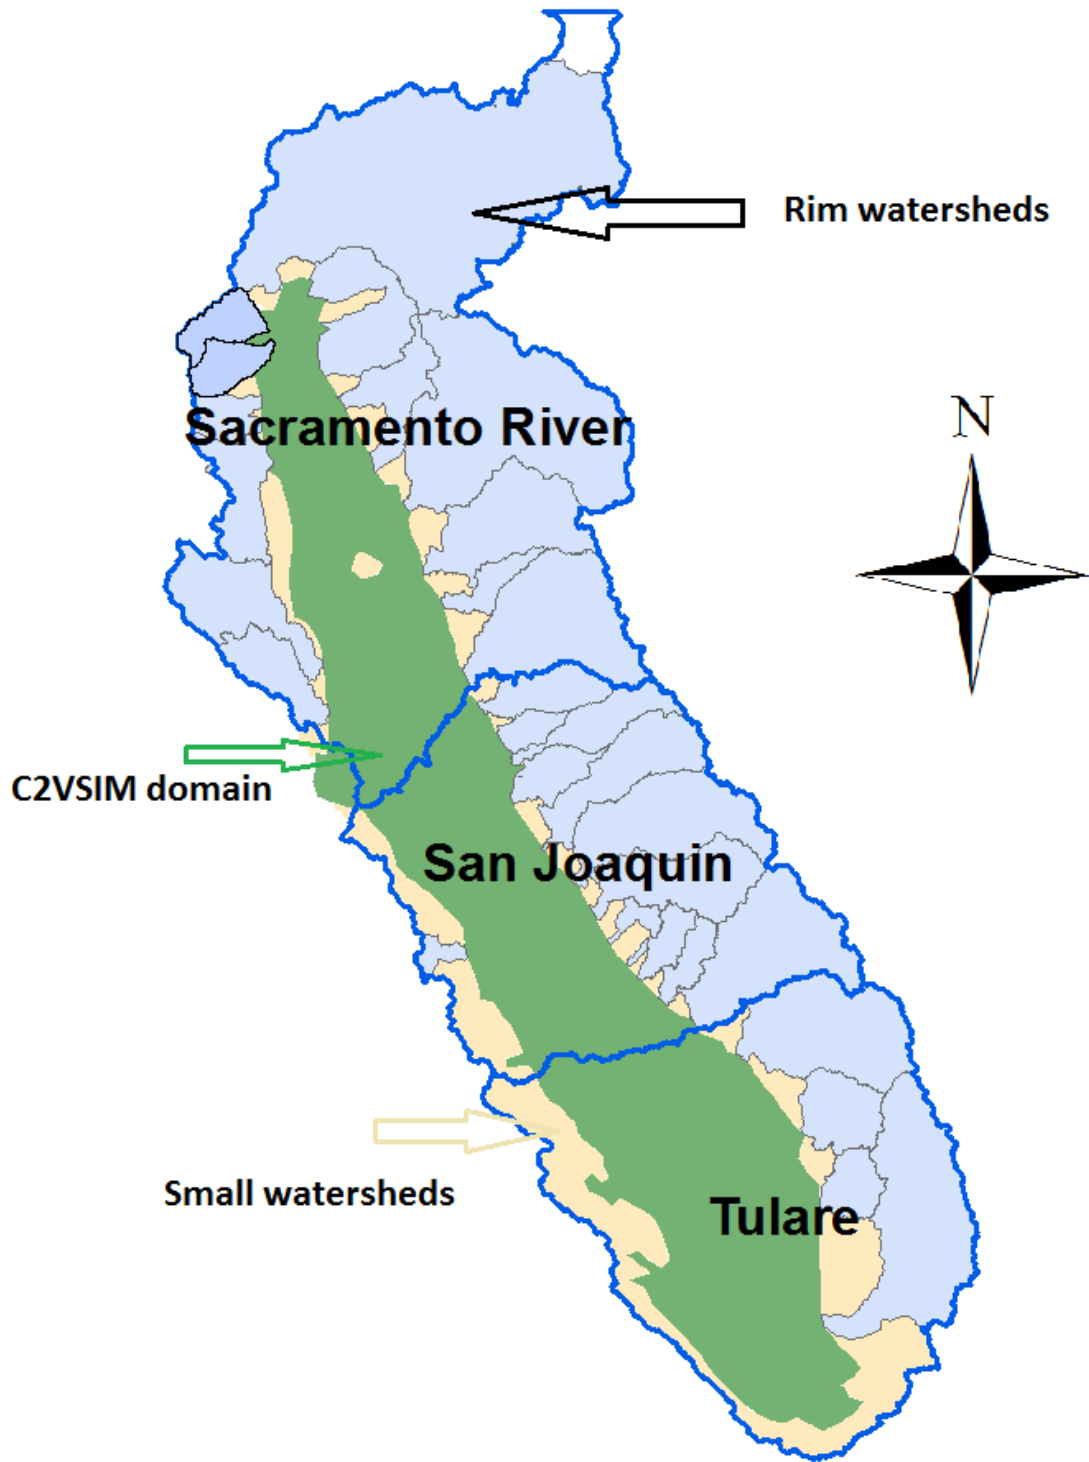 Rim watersheds
N
Sacramento River
C2VSIM domain
San Joaquin
Small watersheds
Tulare